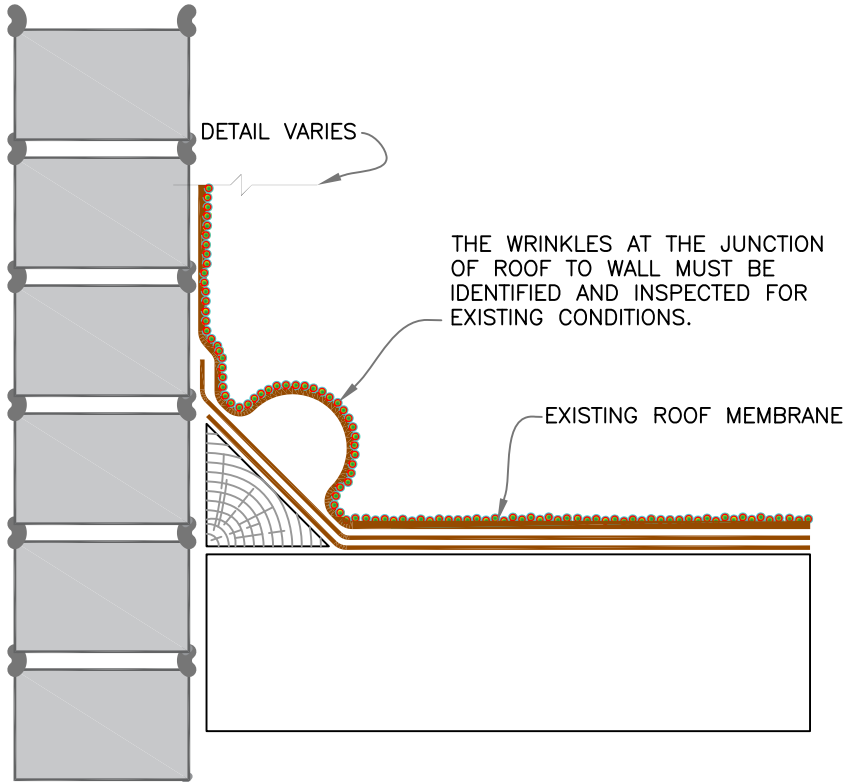 DETAIL VARIES
THE WRINKLES AT THE JUNCTION
OF ROOF TO WALL MUST BE
IDENTIFIED AND INSPECTED FOR
EXISTING CONDITIONS.
EXISTING ROOF MEMBRANE